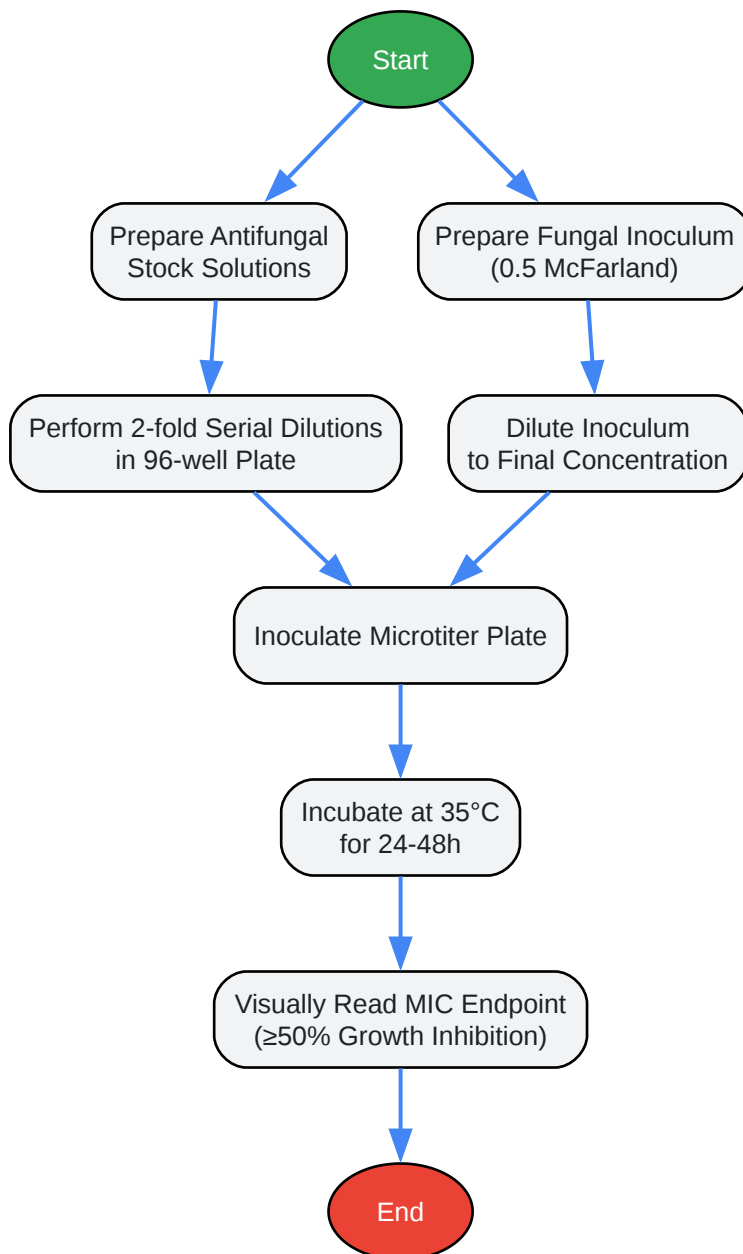 Start
Prepare Antifungal
Stock Solutions
Prepare Fungal Inoculum
(0.5 McFarland)
Perform 2-fold Serial Dilutions
in 96-well Plate
Dilute Inoculum
to Final Concentration
Inoculate Microtiter Plate
Incubate at 35°C
for 24-48h
Visually Read MIC Endpoint
(≥50% Growth Inhibition)
End